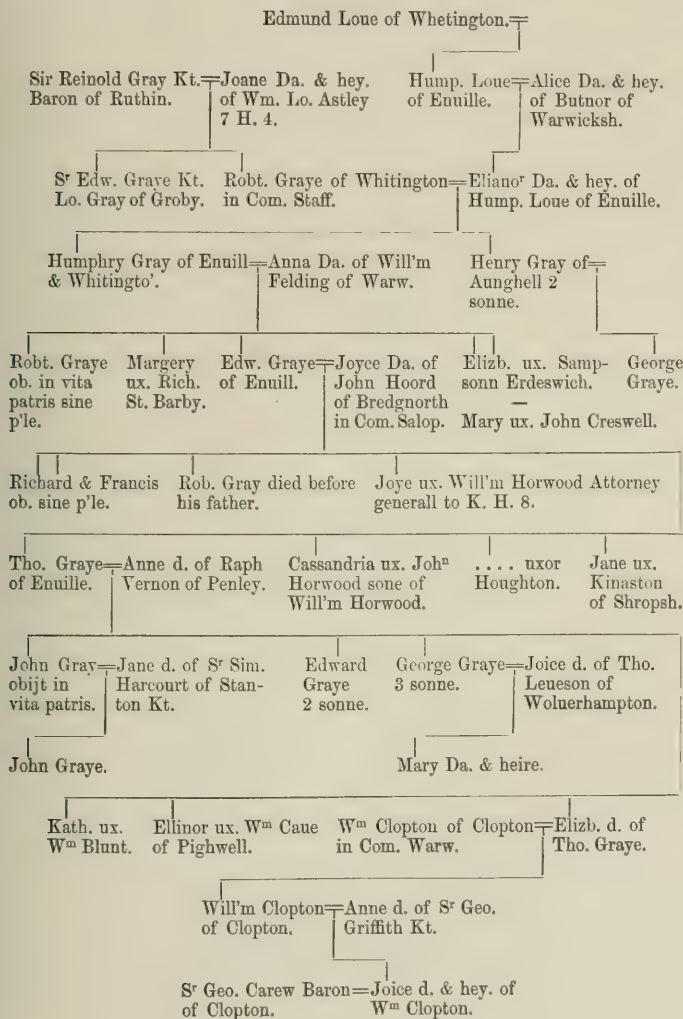 Edmund Loue of Whetington.
Sir Reinold Gray Kt.
Baron of Ruthin.
Joane Da. & hey.
of Wm. Lo. Astley
7 H. 4.
Hump. Loue
of Enuille.
Alice Da. & hey.
of Butnor of
Warwicksh.
Sʳ Edw. Graye Kt.
Lo. Gray of Groby.
Robt. Graye of Whitington
in Com. Staff.
Elianoʳ Da. & hey. of
Hump. Loue of Enuille.
Humphry Gray of Enuill
& Whitingto'.
Anna Da. of Will'm
Felding of Warw.
Henry Gray of
Aunghell 2
sonne.
Robt. Graye
ob. in vita
patris sine
p'le.
Margery
ux. Rich.
St. Barby.
Edw. Graye
of Enuill.
Joyce Da. of
John Hoord
of Bredgnorth
in Com. Salop.
Elizb. ux. Samp-
sonn Erdeswich.
—
Mary ux. John Creswell.
George
Graye.
Richard & Francis
ob. sine p'le.
Rob. Gray died before
his father.
Joye ux. Will'm Horwood Attorney
generall to K. H. 8.
Tho. Graye
of Enuille.
Anne d. of Raph
Vernon of Penley.
Cassandria ux. Johⁿ
Horwood sone of
Will'm Horwood.
. . . . uxor
Houghton.
Jane ux.
Kinaston
of Shropsh.
John Gray
obijt in
vita patris.
Jane d. of Sʳ Sim.
Harcourt of Stan-
ton Kt.
Edward
Graye
2 sonne.
George Graye
3 sonne.
Joice d. of Tho.
Leueson of
Woluerhampton.
John Graye.
Mary Da. & heire.
Kath. ux.
Wᵐ Blunt.
Ellinor ux. Wᵐ Caue
of Pighwell.
Wᵐ Clopton of Clopton
in Com. Warw.
Elizb. d. of
Tho. Graye.
Will'm Clopton
of Clopton.
Anne d. of Sʳ Geo.
Griffith Kt.
Sʳ Geo. Carew Baron
of Clopton.
Joice d. & hey. of
Wᵐ Clopton.